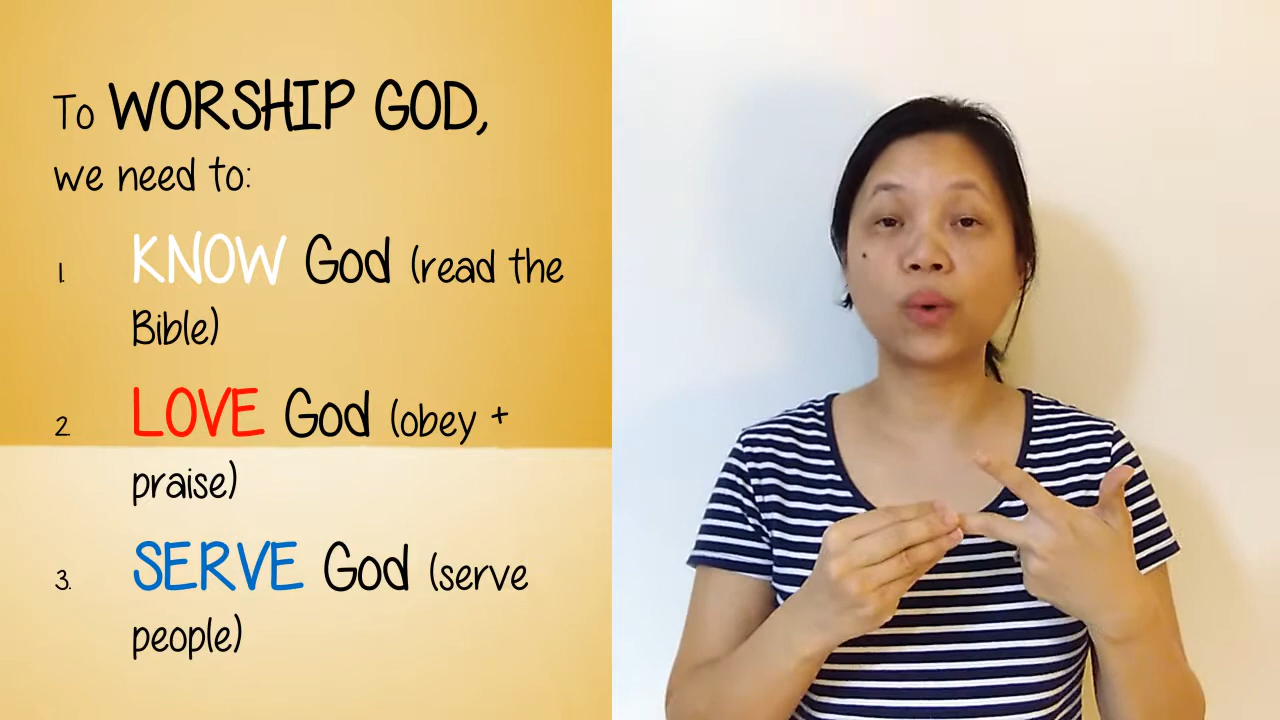 To WORSHIP GOD,
we need to:
1. KNOW God (read the
Bible)
2. LOVE God (obey +
praise)
3. SERVE God (serve
people)